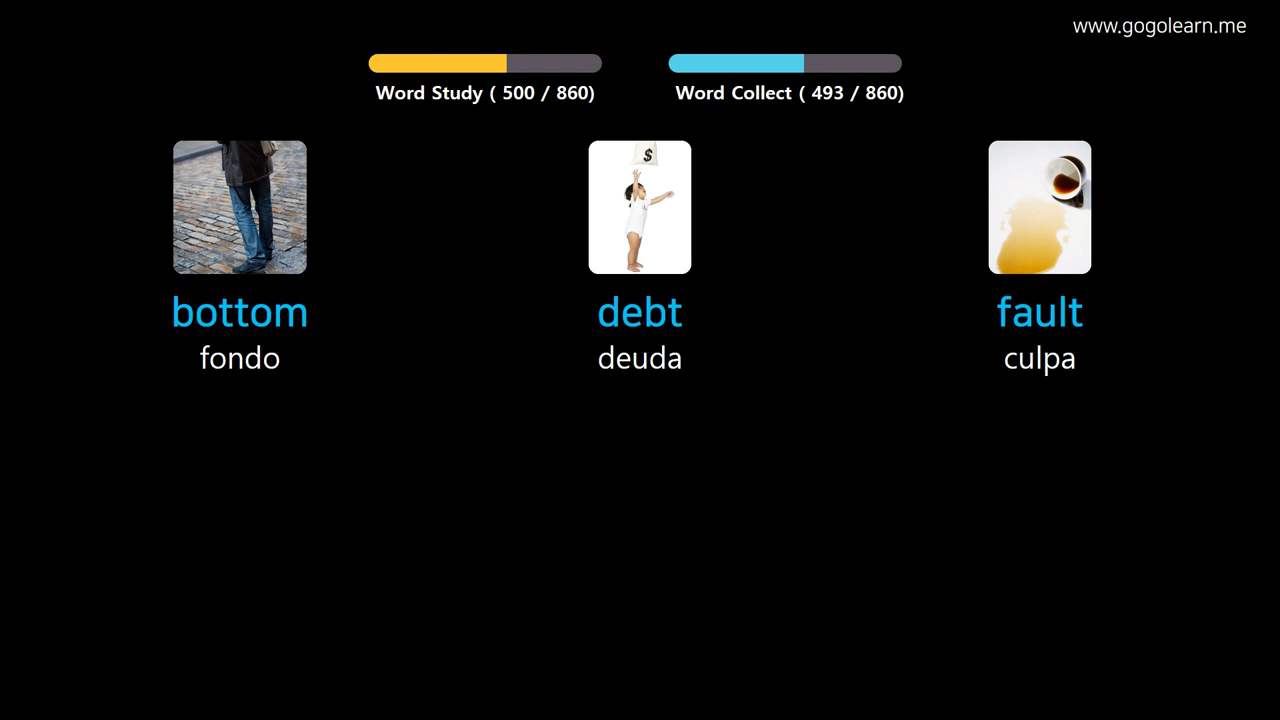 www.gogolearn.me
Word Study ( 500 / 860)
Word Collect ( 493 / 860)
$
bottom
debt
fault
fondo
deuda
culpa